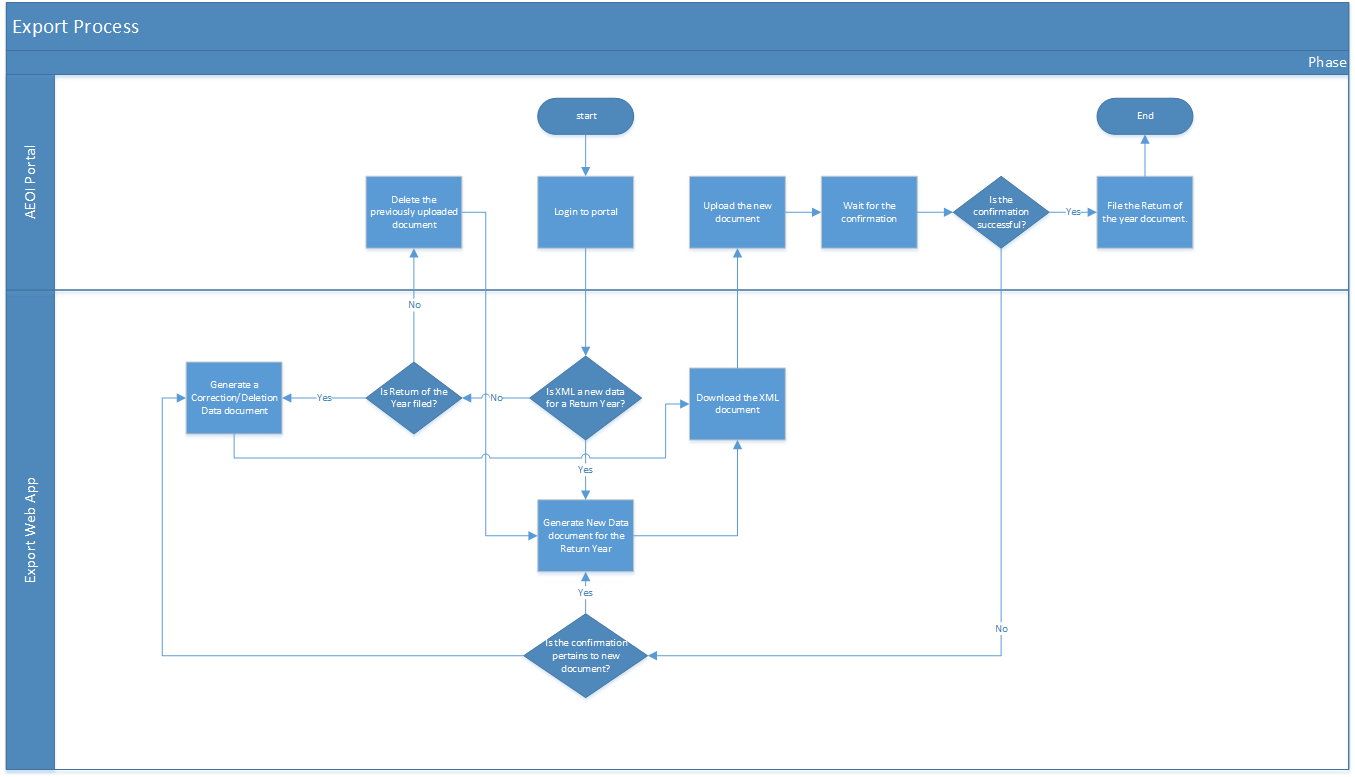 Export Process
Phase
AEOI Portal
start
End
Delete the
previously uploaded
document
Login to portal
Upload the new
document
Wait for the
confirmation
Is the
confirmation
successful?
Yes
File the Return of
the year document.
No
Export Web App
Generate a
Correction/Deletion
Data document
Yes
Is Return of the
Year filed?
No
Is XML a new data
for a Return Year?
Download the XML
document
Yes
Generate New Data
document for the
Return Year
Yes
No
Is the confirmation
pertains to new
document?